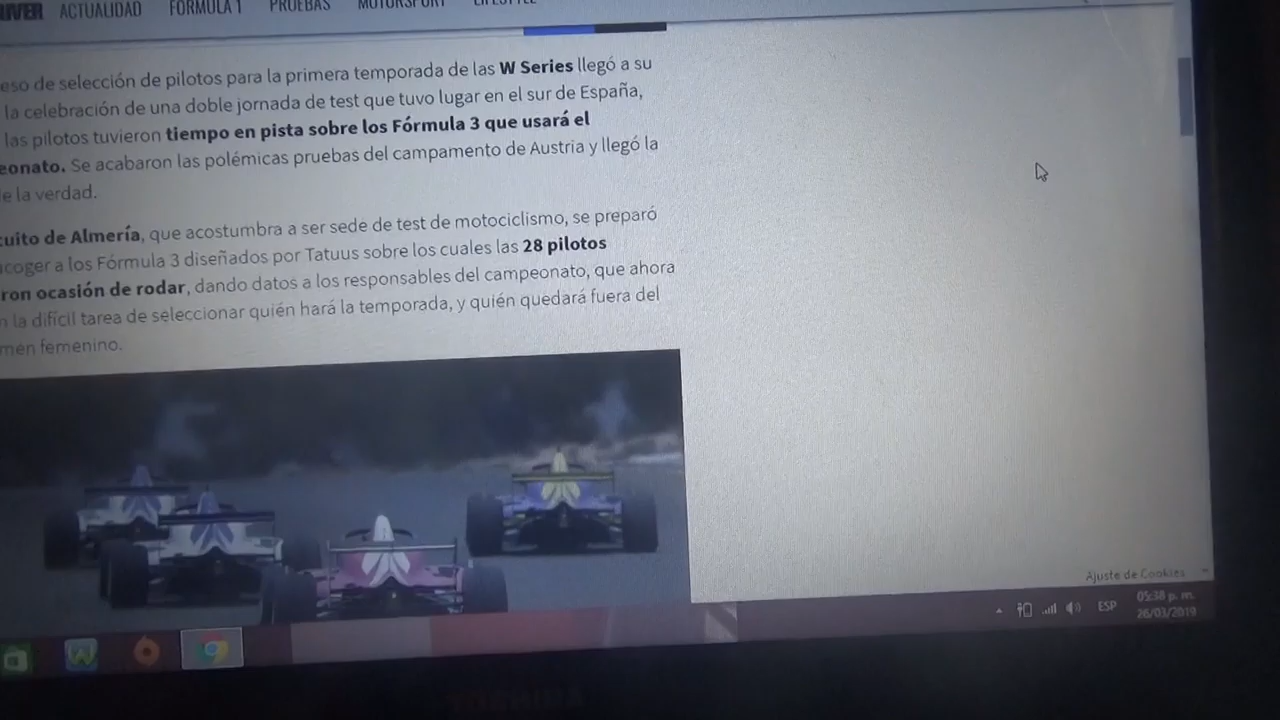 ACTUALIDAD FÓRMULA 1 PRUEBAS MOTORSPORT LIFESTYLE
eso de selección de pilotos para la primera temporada de las W Series llegó a su
la celebración de una doble jornada de test que tuvo lugar en el sur de España,
las pilotos tuvieron tiempo en pista sobre los Fórmula 3 que usará el
eonato. Se acabaron las polémicas pruebas del campamento de Austria y llegó la
e la verdad.
cuito de Almería, que acostumbra a ser sede de test de motociclismo, se preparó
acoger a los Fórmula 3 diseñados por Tatuus sobre los cuales las 28 pilotos
ron ocasión de rodar, dando datos a los responsables del campeonato, que ahora
n la difícil tarea de seleccionar quién hará la temporada, y quién quedará fuera del
men femenino.
Ajuste de Cookies
ESP
05:38 p. m.
26/03/2019